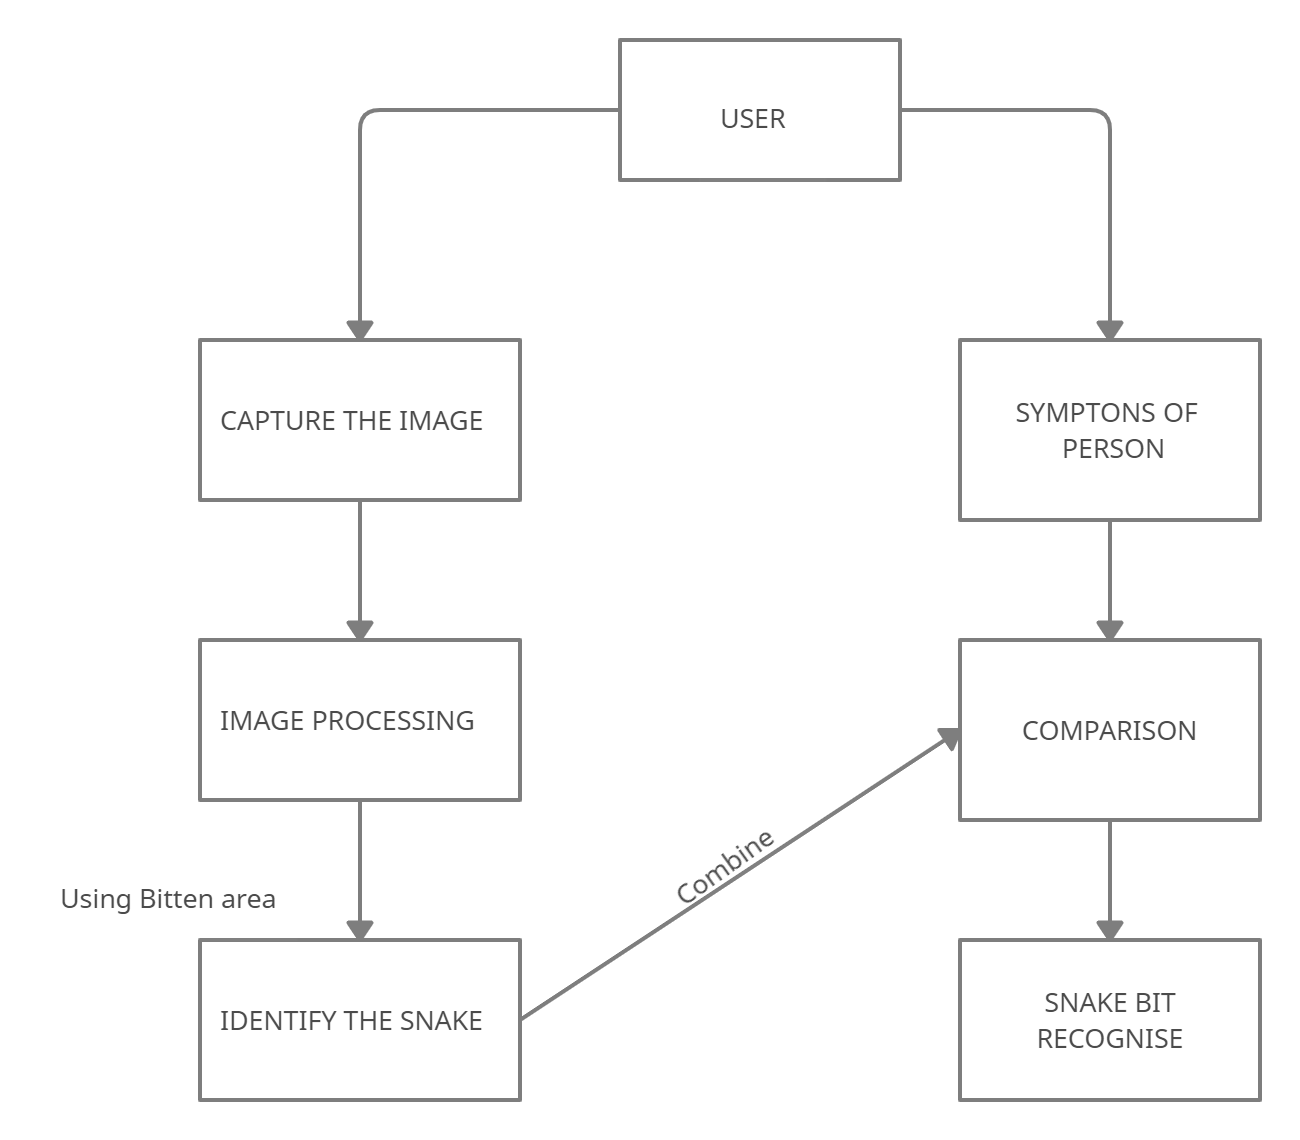 USER
CAPTURE THE IMAGE
SYMPTONS OF
PERSON
IMAGE PROCESSING
COMPARISON
Combine
Using Bitten area
IDENTIFY THE SNAKE
SNAKE BIT
RECOGNISE